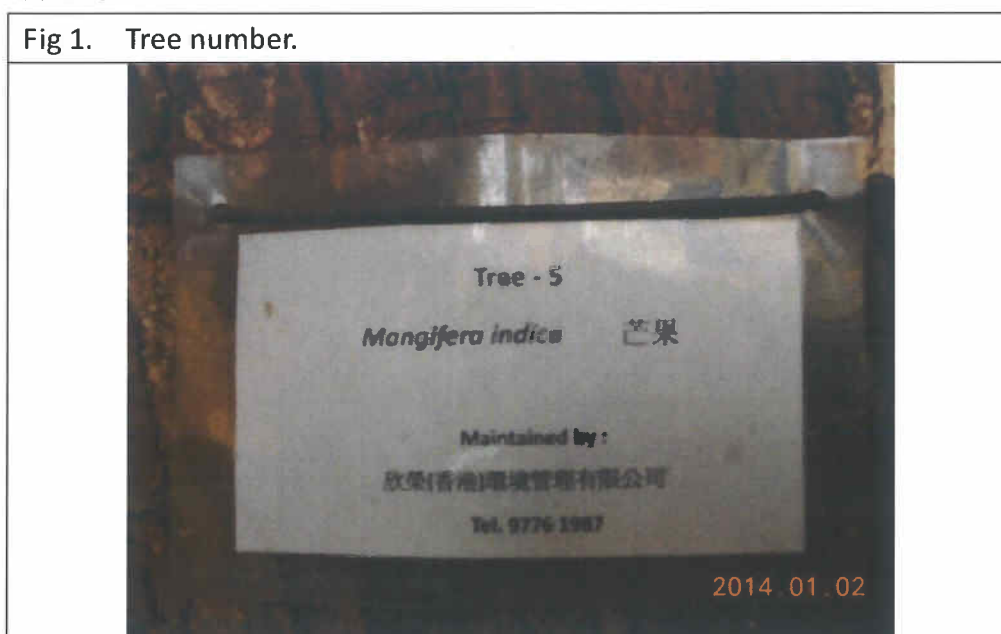 Fig 1. Tree number.
Tree - 5
Mangifera indica 芒果
Maintained by :
欣榮(香港)環境管理有限公司
Tel. 9776 1987
2014 01 02